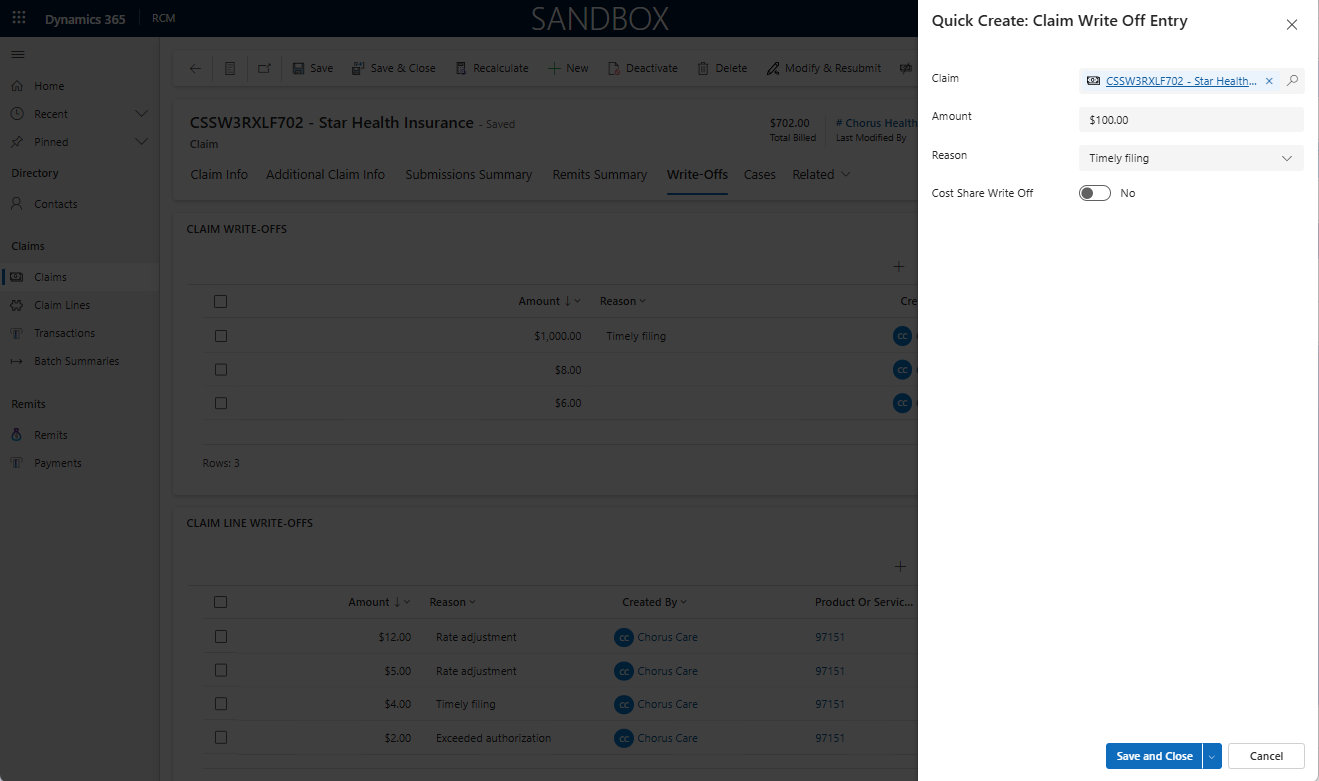 Dynamics 365
RCM
SANDBOX
Home
Recent
Pinned
Directory
Contacts
Claims
Claims
Claim Lines
Transactions
Batch Summaries
Remits
Remits
Payments
Save
Save & Close
Recalculate
New
Deactivate
Delete
Modify & Resubmit
CSSW3RXLF702 - Star Health Insurance - Saved
Claim
$702.00
Total Billed
# Chorus Health
Last Modified By
Claim Info
Additional Claim Info
Submissions Summary
Remits Summary
Write-Offs
Cases
Related
CLAIM WRITE-OFFS
Amount
Reason
Cre
$1,000.00
Timely filing
CC
$8.00
CC
$6.00
CC
Rows: 3
CLAIM LINE WRITE-OFFS
Amount
Reason
Created By
Product Or Servic...
$12.00
Rate adjustment
CC
Chorus Care
97151
$5.00
Rate adjustment
CC
Chorus Care
97151
$4.00
Timely filing
CC
Chorus Care
97151
$2.00
Exceeded authorization
CC
Chorus Care
97151
Quick Create: Claim Write Off Entry
Claim
CSSW3RXLF702 - Star Health...
Amount
$100.00
Reason
Timely filing
Cost Share Write Off
No
Save and Close
Cancel